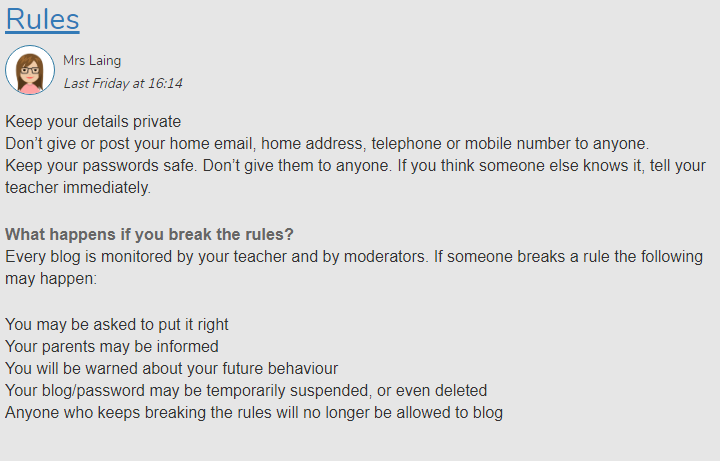 Rules
Mrs Laing
Last Friday at 16:14
Keep your details private
Don’t give or post your home email, home address, telephone or mobile number to anyone.
Keep your passwords safe. Don’t give them to anyone. If you think someone else knows it, tell your
teacher immediately.
What happens if you break the rules?
Every blog is monitored by your teacher and by moderators. If someone breaks a rule the following
may happen:
You may be asked to put it right
Your parents may be informed
You will be warned about your future behaviour
Your blog/password may be temporarily suspended, or even deleted
Anyone who keeps breaking the rules will no longer be allowed to blog